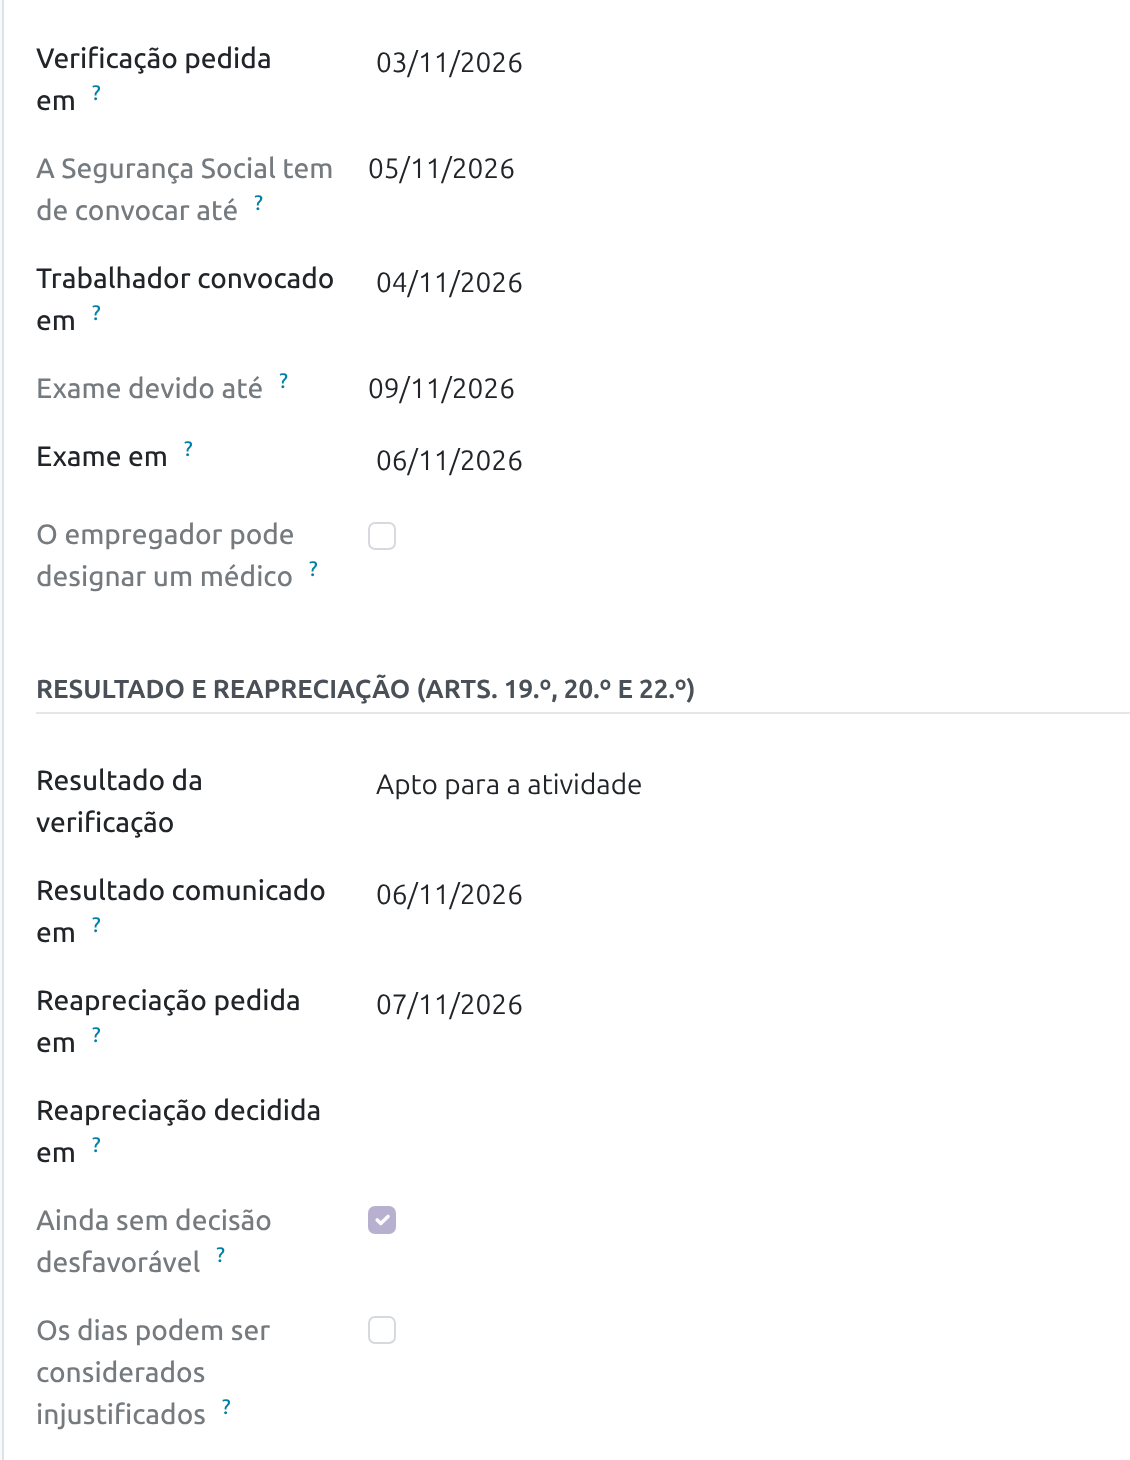 Verificação pedida
em ?
03/11/2026
A Segurança Social tem
de convocar até ?
05/11/2026
Trabalhador convocado
em ?
04/11/2026
Exame devido até ?
09/11/2026
Exame em ?
06/11/2026
O empregador pode
designar um médico ?
RESULTADO E REAPRECIAÇÃO (ARTS. 19.º, 20.º E 22.º)
Resultado da
verificação
Apto para a atividade
Resultado comunicado
em ?
06/11/2026
Reapreciação pedida
em ?
07/11/2026
Reapreciação decidida
em ?
Ainda sem decisão
desfavorável ?
Os dias podem ser
considerados
injustificados ?